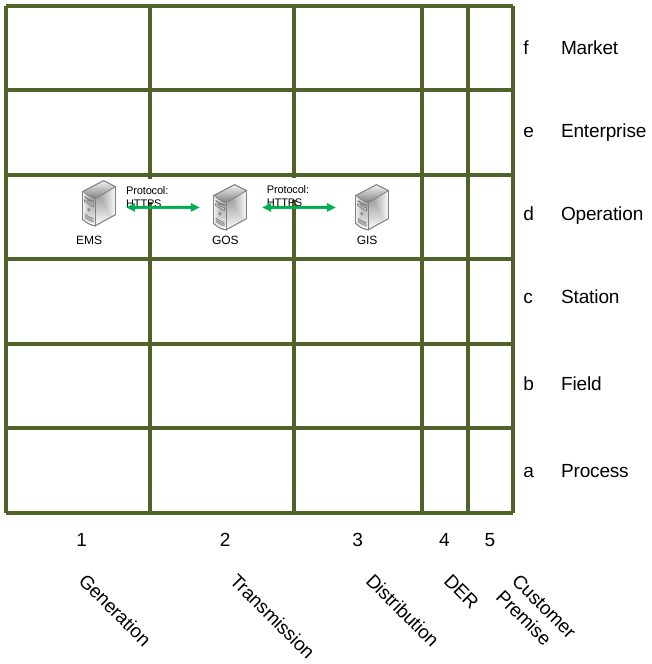 f Market
e Enterprise
Protocol:
HTTPS
Protocol:
HTTPS
d Operation
EMS
GOS
GIS
c Station
b Field
a Process
1
2
3
4
5
Generation
Transmission
Distribution
DER
Customer
Premise